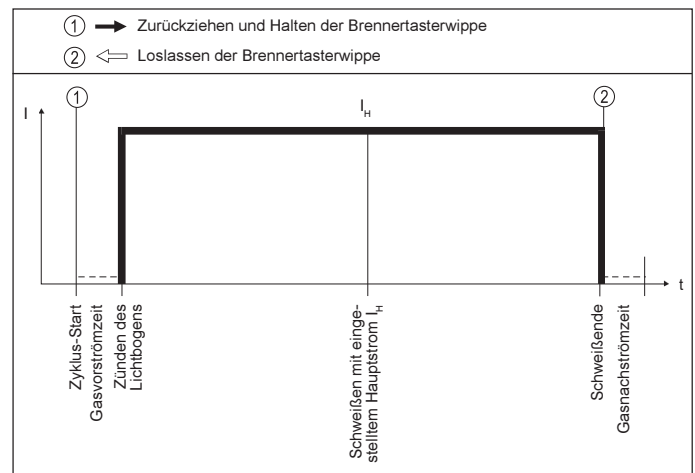 1 Zurückziehen und Halten der Brennertasterwippe
2 Loslassen der Brennertasterwippe
1
2
I
I_H
t
Zyklus-Start
Gasvorströmzeit
Zünden des
Lichtbogens
Schweißen mit einge-
stelltem Hauptstrom I_H
Schweißende
Gasnachströmzeit